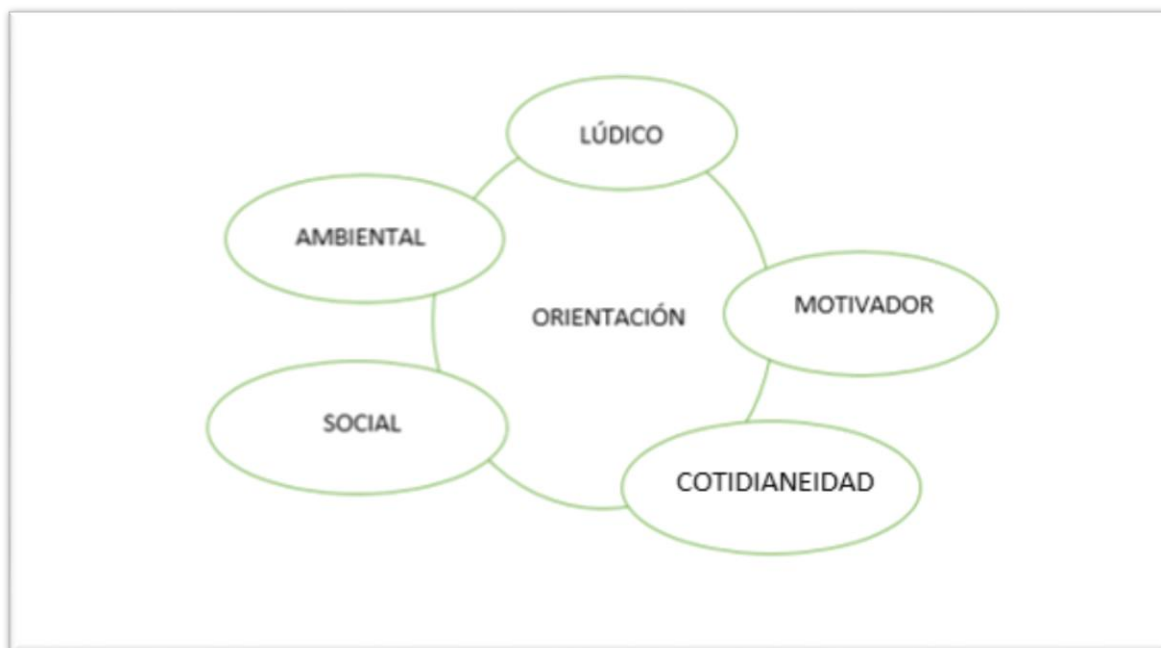 LÚDICO
AMBIENTAL
MOTIVADOR
ORIENTACIÓN
SOCIAL
COTIDIANEIDAD